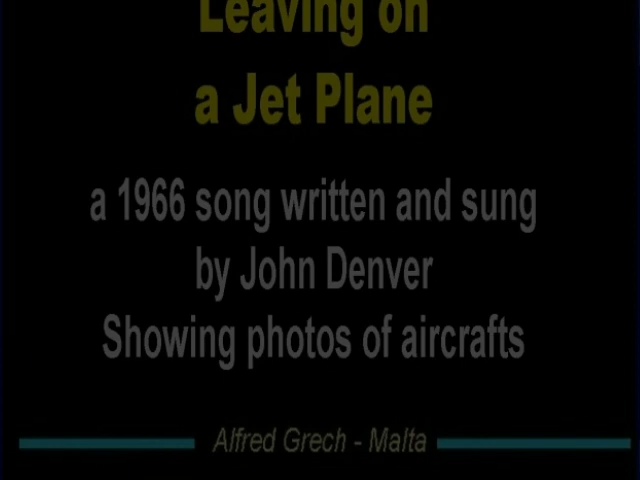 Leaving on
a Jet Plane
a 1966 song written and sung
by John Denver
Showing photos of aircrafts
Alfred Grech - Malta